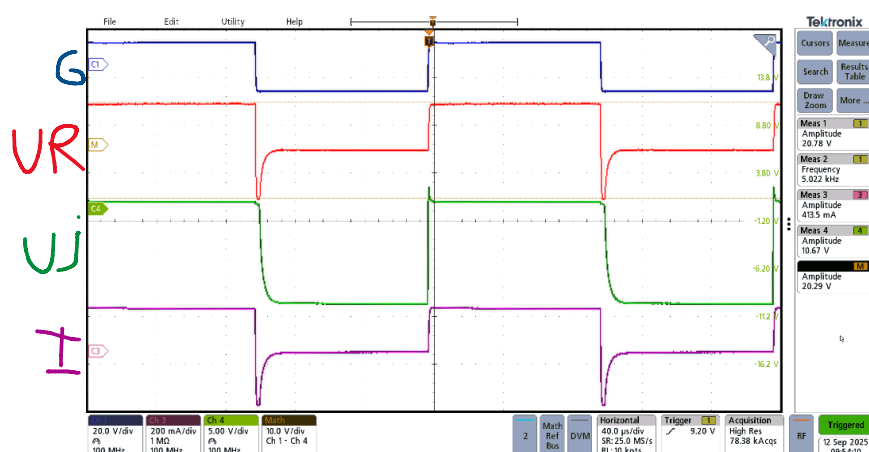 File Edit Utility Help
Tektronix
Cursors Measure
Search Results Table
Draw Zoom More ...
G
C1
T
13.8 V
UR
M
8.80 V
3.80 V
Uj
C4
-1.20 V
-6.20 V
-11.2 V
I
C3
-16.2 V
Meas 1 1
Amplitude
20.78 V
Meas 2 1
Frequency
5.022 kHz
Meas 3 3
Amplitude
413.5 mA
Meas 4 4
Amplitude
10.67 V
M
Amplitude
20.29 V
20.0 V/div
100 MHz
Ch 3
200 mA/div
1 MΩ
100 MHz
Ch 4
5.00 V/div
100 MHz
Math
10.0 V/div
Ch 1 - Ch 4
2
Math Ref Bus
DVM
Horizontal
40.0 µs/div
SR: 25.0 MS/s
RL: 10 kpts
Trigger 1
9.20 V
Acquisition
High Res
78.38 kAcqs
RF
Triggered
12 Sep 2025